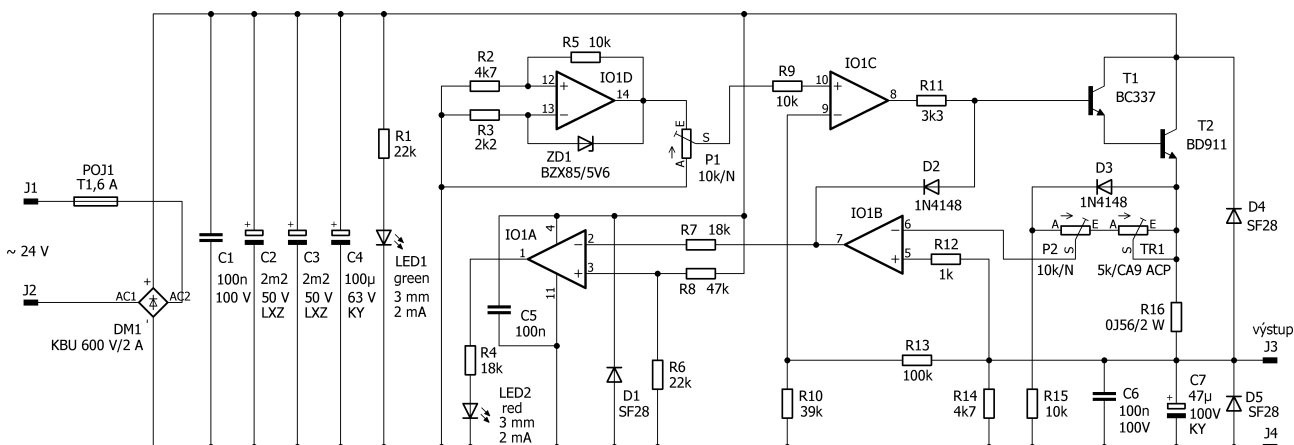 J1
~ 24 V
J2
POJ1
T1,6 A
AC1
AC2
+
-
DM1
KBU 600 V/2 A
C1
100n
100 V
+
C2
2m2
50 V
LXZ
+
C3
2m2
50 V
LXZ
+
C4
100µ
63 V
KY
R1
22k
LED1
green
3 mm
2 mA
R2
4k7
R3
2k2
R5 10k
12
+
13
−
14
IO1D
ZD1
BZX85/5V6
E
S
A
P1
10k/N
R9
10k
IO1C
10
+
9
−
8
R11
3k3
T1
BC337
T2
BD911
D2
1N4148
D3
1N4148
D4
SF28
IO1A
4
1
2
−
3
+
11
R7 18k
R8
47k
IO1B
7
6
−
5
+
R12
1k
A
E
S
P2
10k/N
A
E
S
TR1
5k/CA9 ACP
C5
100n
R4
18k
LED2
red
3 mm
2 mA
D1
SF28
R6
22k
R13
100k
R10
39k
R14
4k7
R15
10k
R16
0J56/2 W
výstup
J3
C6
100n
100V
+
C7
47µ
100V
KY
D5
SF28
J4